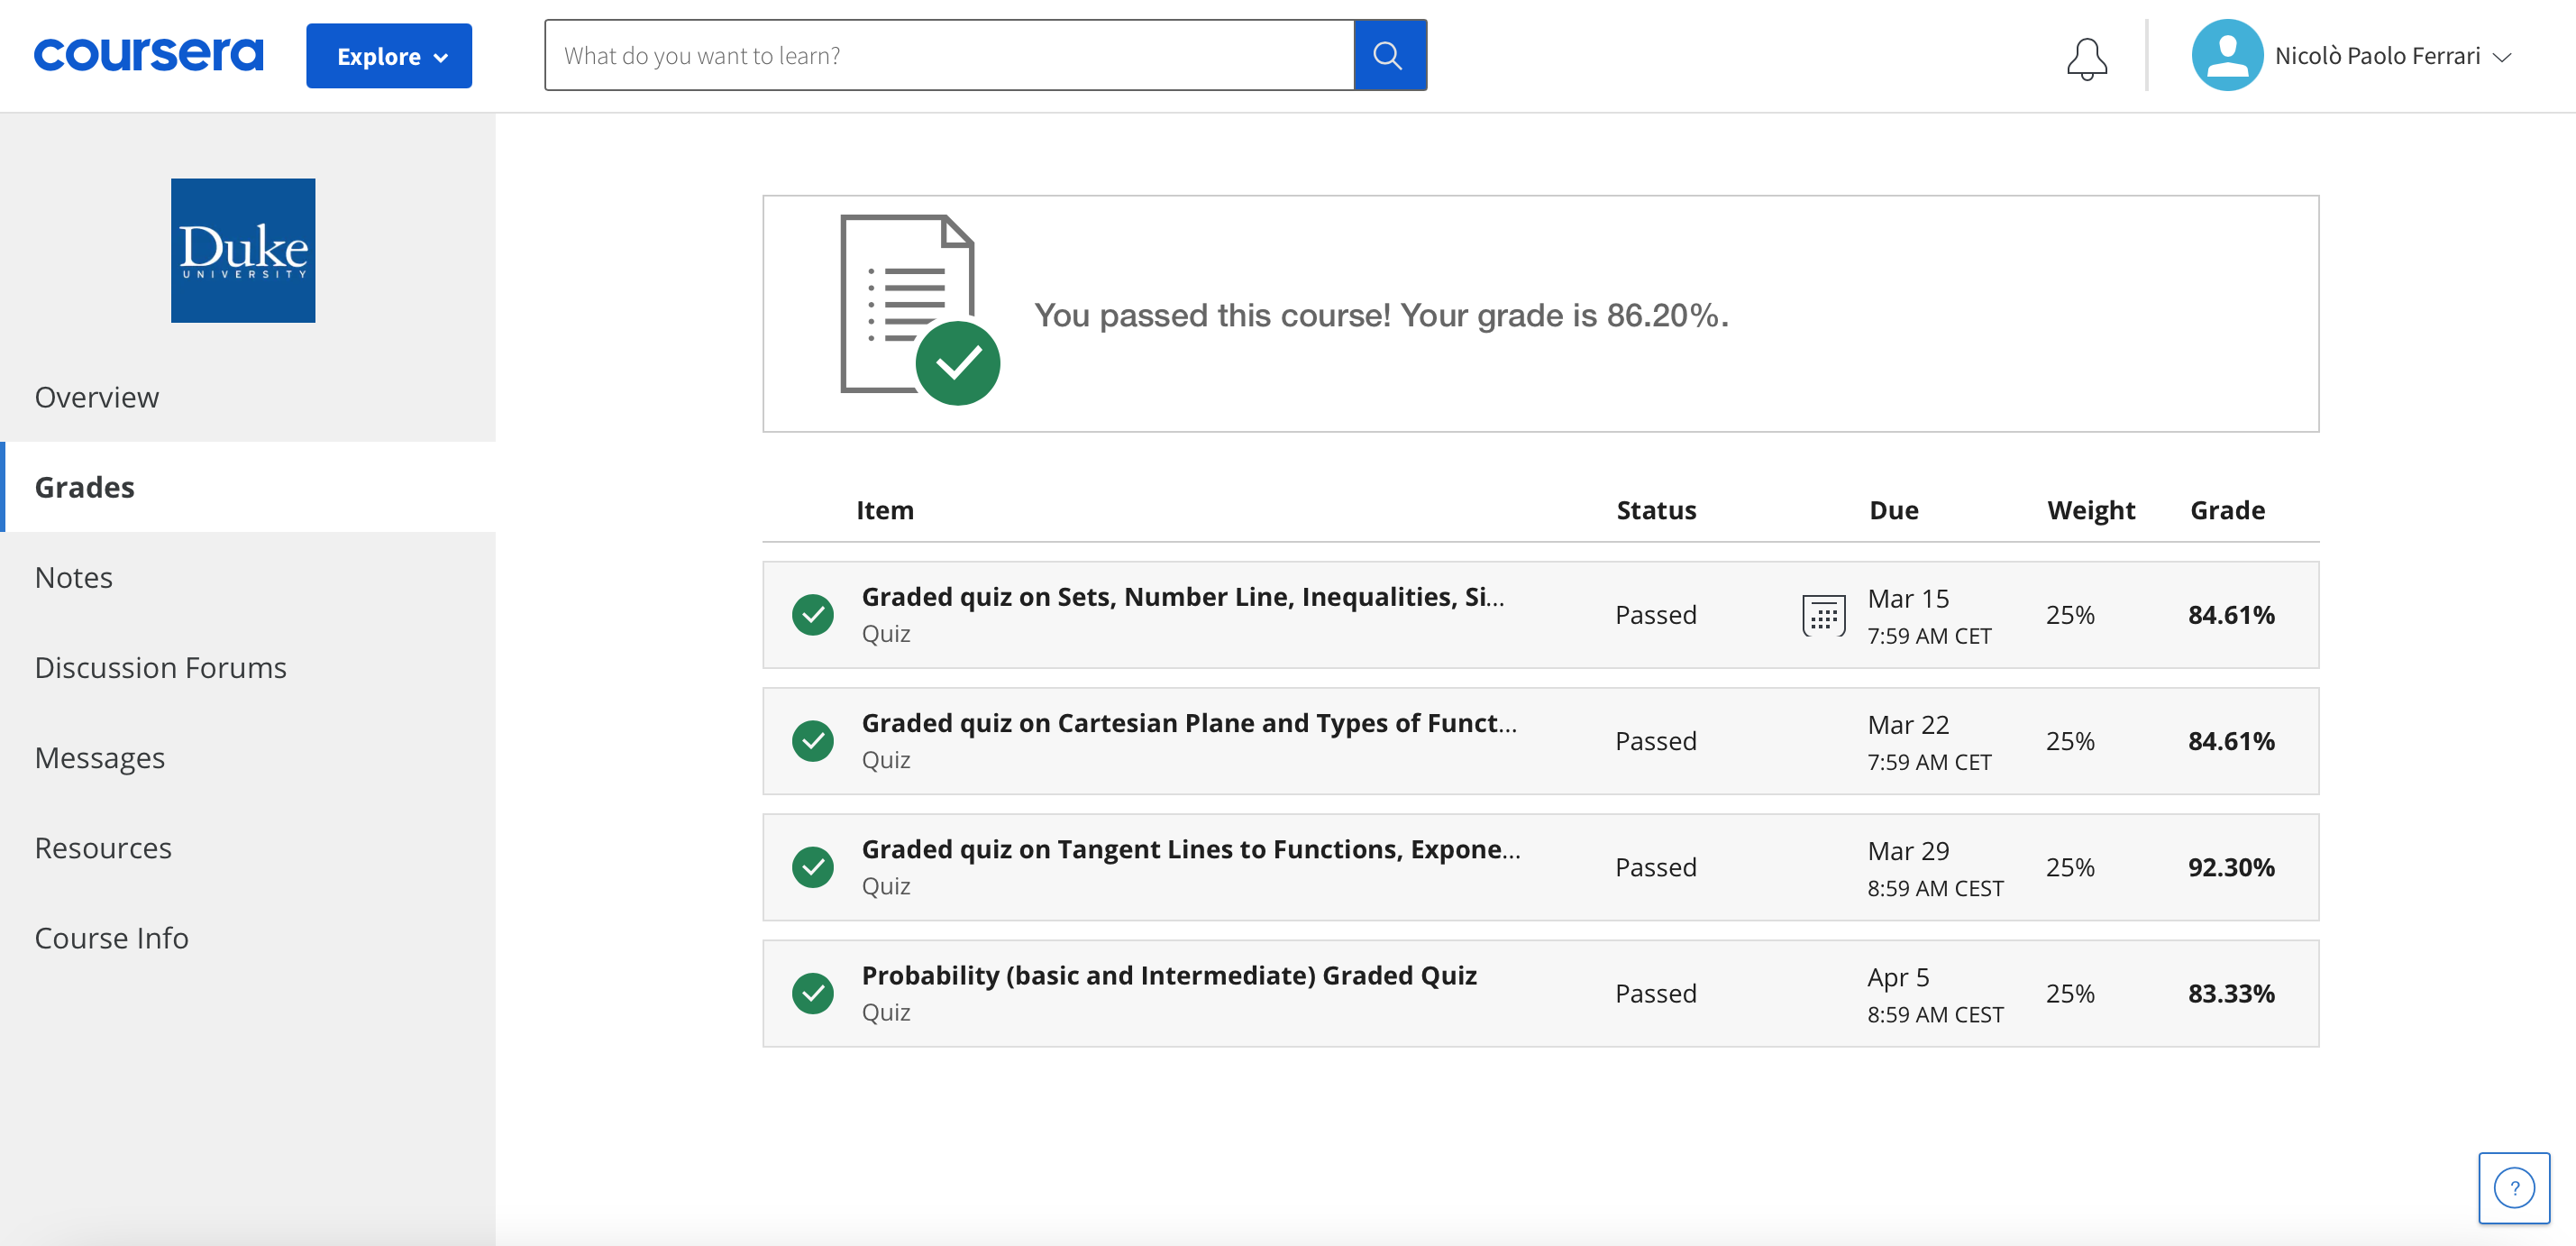 coursera
Explore
What do you want to learn?
Nicolò Paolo Ferrari
Duke
UNIVERSITY
Overview
Grades
Notes
Discussion Forums
Messages
Resources
Course Info
You passed this course! Your grade is 86.20%.
Item Status Due Weight Grade
Graded quiz on Sets, Number Line, Inequalities, Si...
Quiz
Passed
Mar 15
7:59 AM CET
25%
84.61%
Graded quiz on Cartesian Plane and Types of Funct...
Quiz
Passed
Mar 22
7:59 AM CET
25%
84.61%
Graded quiz on Tangent Lines to Functions, Expone...
Quiz
Passed
Mar 29
8:59 AM CEST
25%
92.30%
Probability (basic and Intermediate) Graded Quiz
Quiz
Passed
Apr 5
8:59 AM CEST
25%
83.33%
?